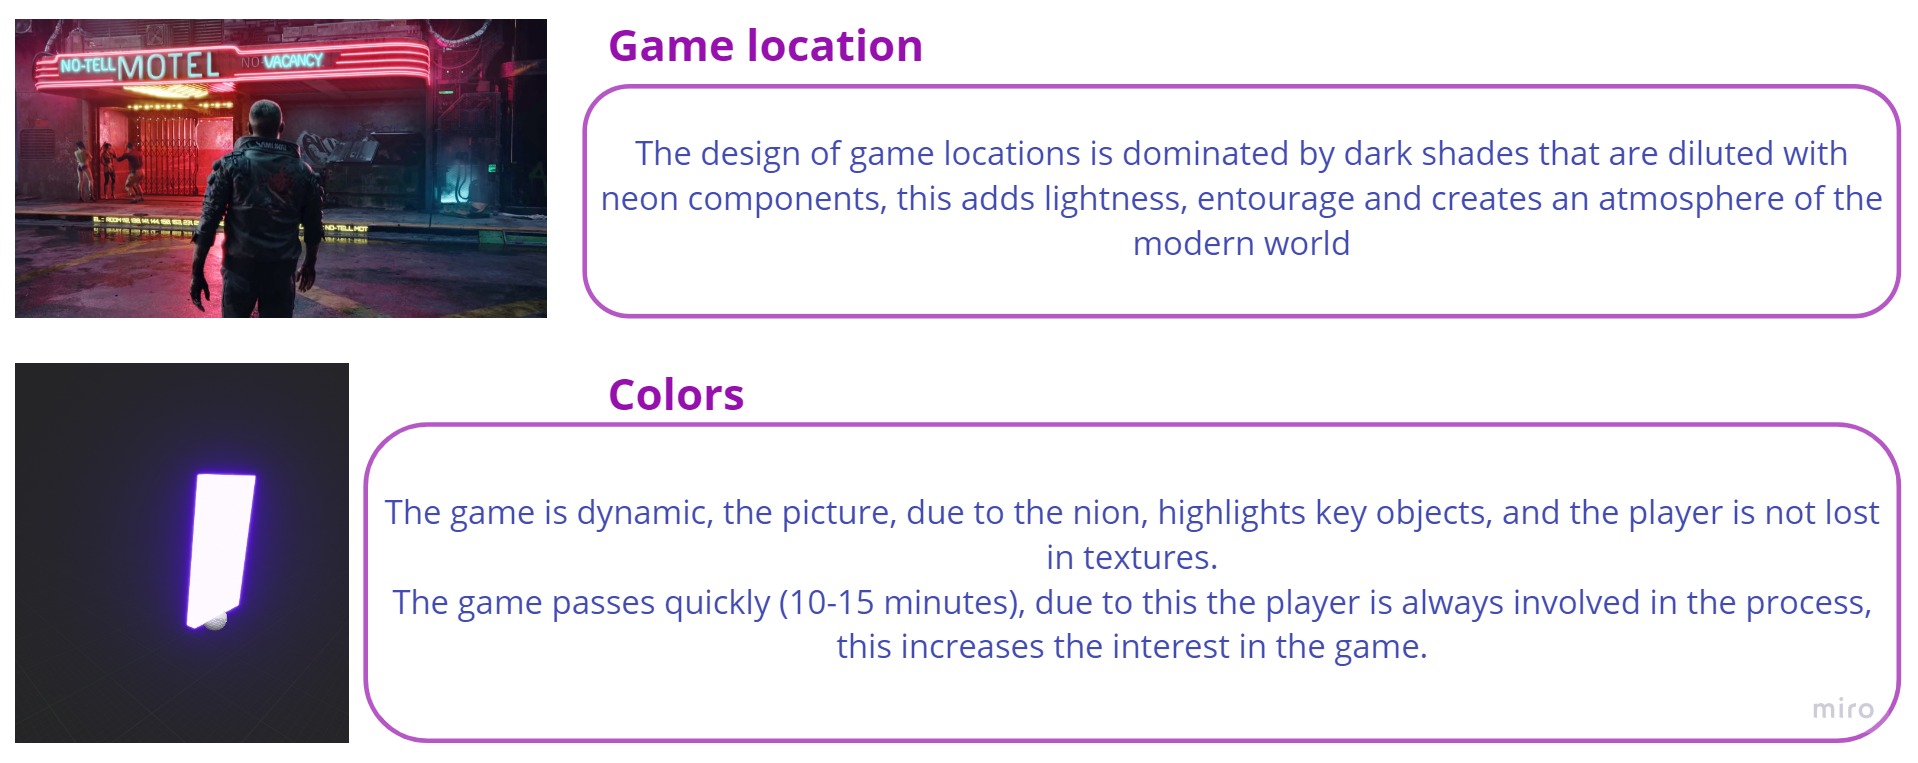 NO-TELL MOTEL NO VACANCY
Game location
The design of game locations is dominated by dark shades that are diluted with
neon components, this adds lightness, entourage and creates an atmosphere of the
modern world
Colors
The game is dynamic, the picture, due to the nion, highlights key objects, and the player is not lost
in textures.
The game passes quickly (10-15 minutes), due to this the player is always involved in the process,
this increases the interest in the game.
miro